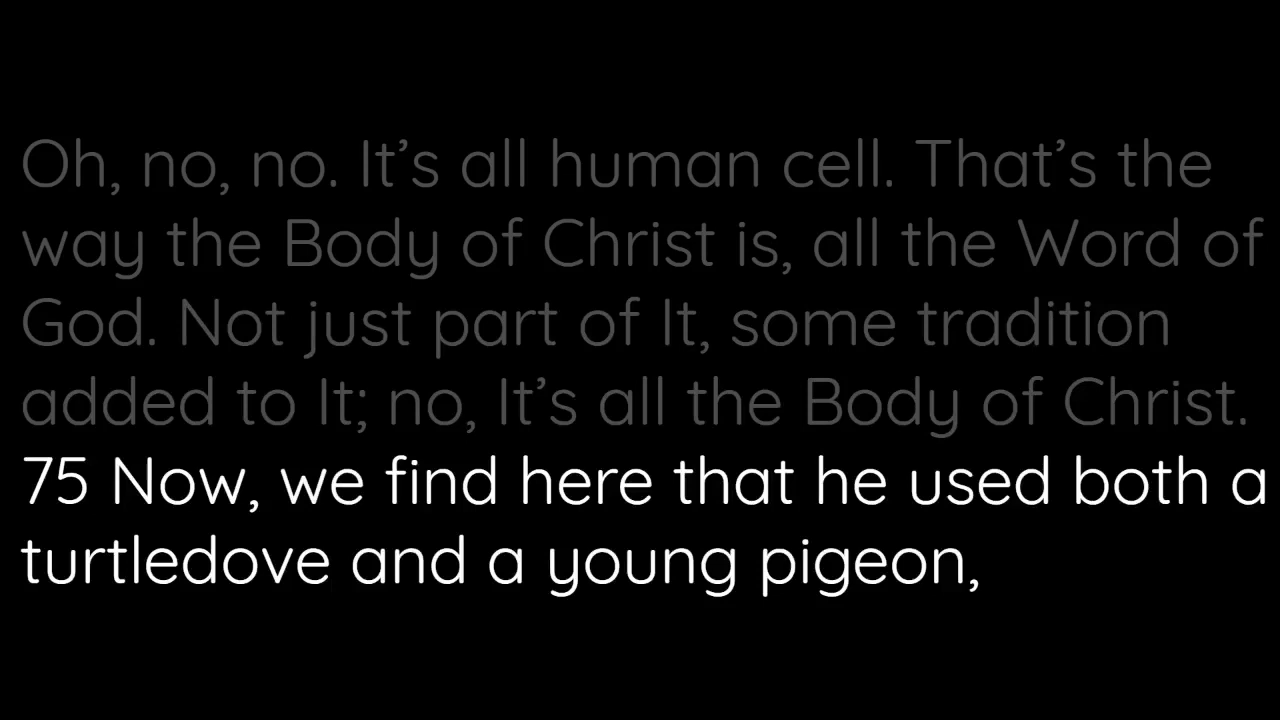 Oh, no, no. It’s all human cell. That’s the
way the Body of Christ is, all the Word of
God. Not just part of It, some tradition
added to It; no, It’s all the Body of Christ.
75 Now, we find here that he used both a
turtledove and a young pigeon,